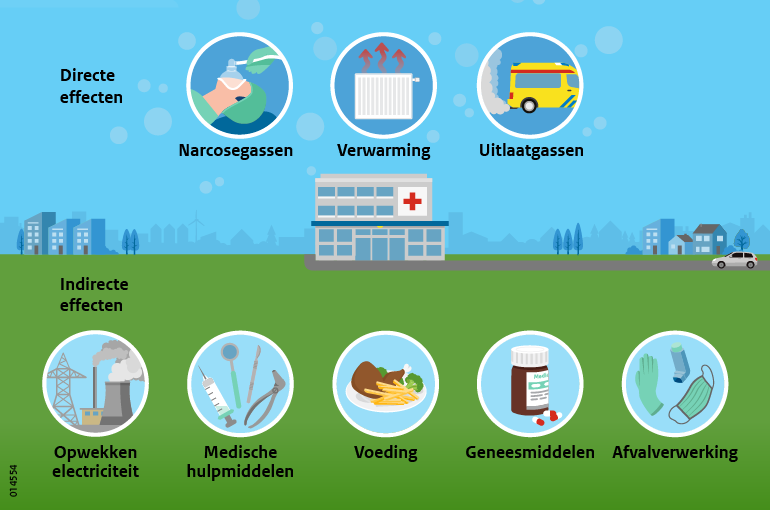 Directe
effecten
Narcosegassen
Verwarming
Uitlaatgassen
Indirecte
effecten
Opwekken
electriciteit
Medische
hulpmiddelen
Voeding
Geneesmiddelen
Afvalverwerking
014554